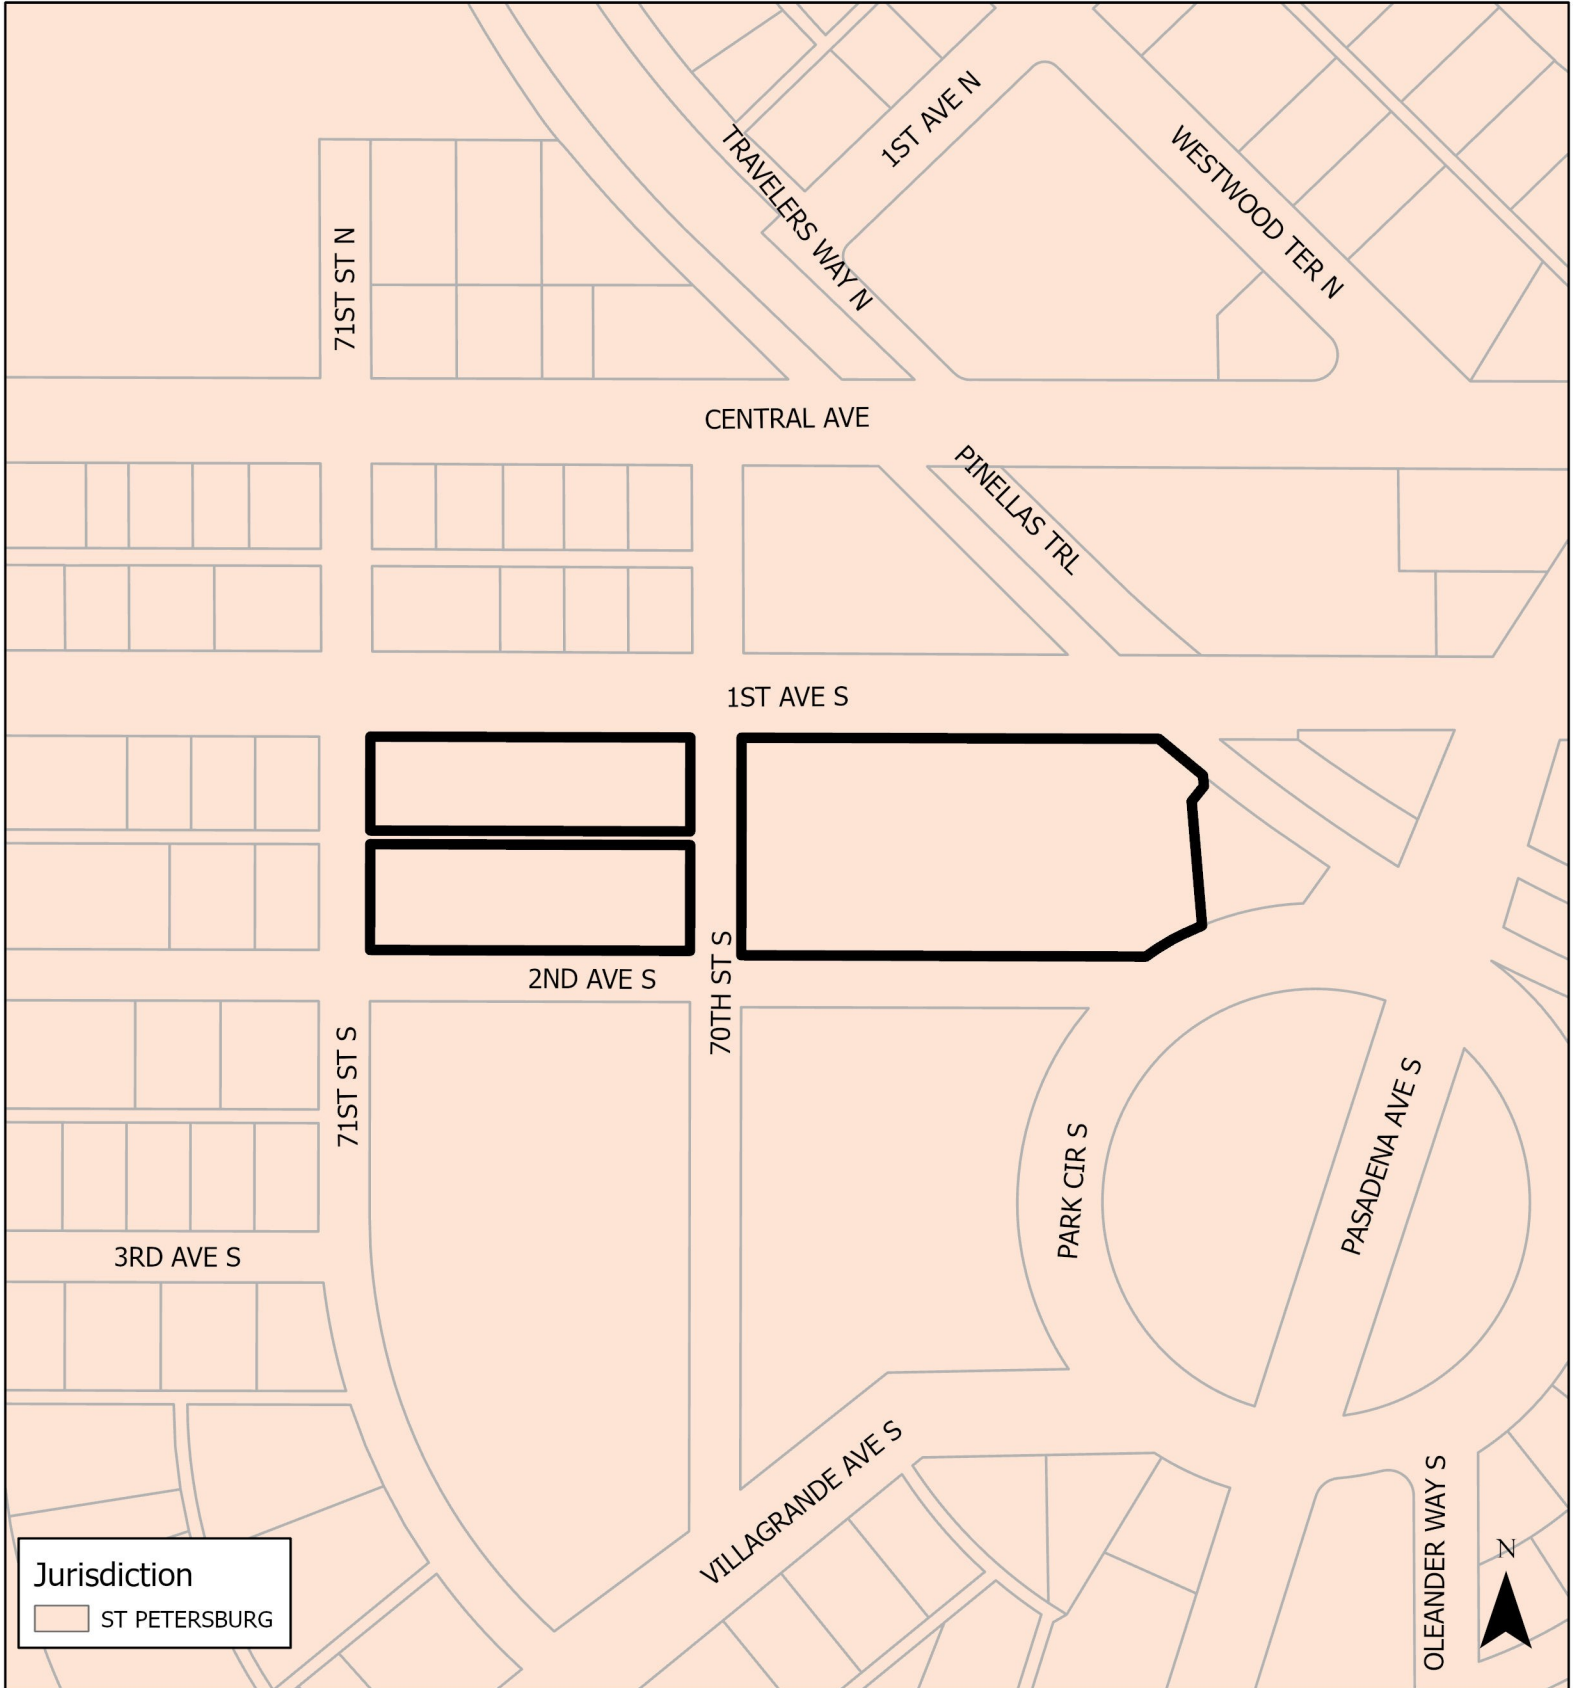 1ST AVE N
TRAVELERS WAY N
WESTWOOD TER N
71ST ST N
CENTRAL AVE
PINELLAS TRL
1ST AVE S
2ND AVE S
70TH ST S
71ST ST S
PARK CIR S
PASADENA AVE S
3RD AVE S
VILLAGRANDE AVE S
OLEANDER WAY S
N
Jurisdiction
ST PETERSBURG